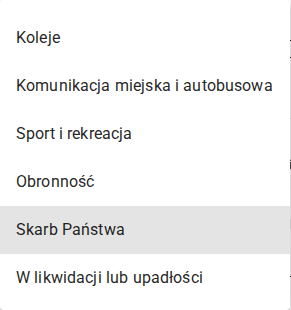 Koleje
Komunikacja miejska i autobusowa
Sport i rekreacja
Obronność
Skarb Państwa
W likwidacji lub upadłości